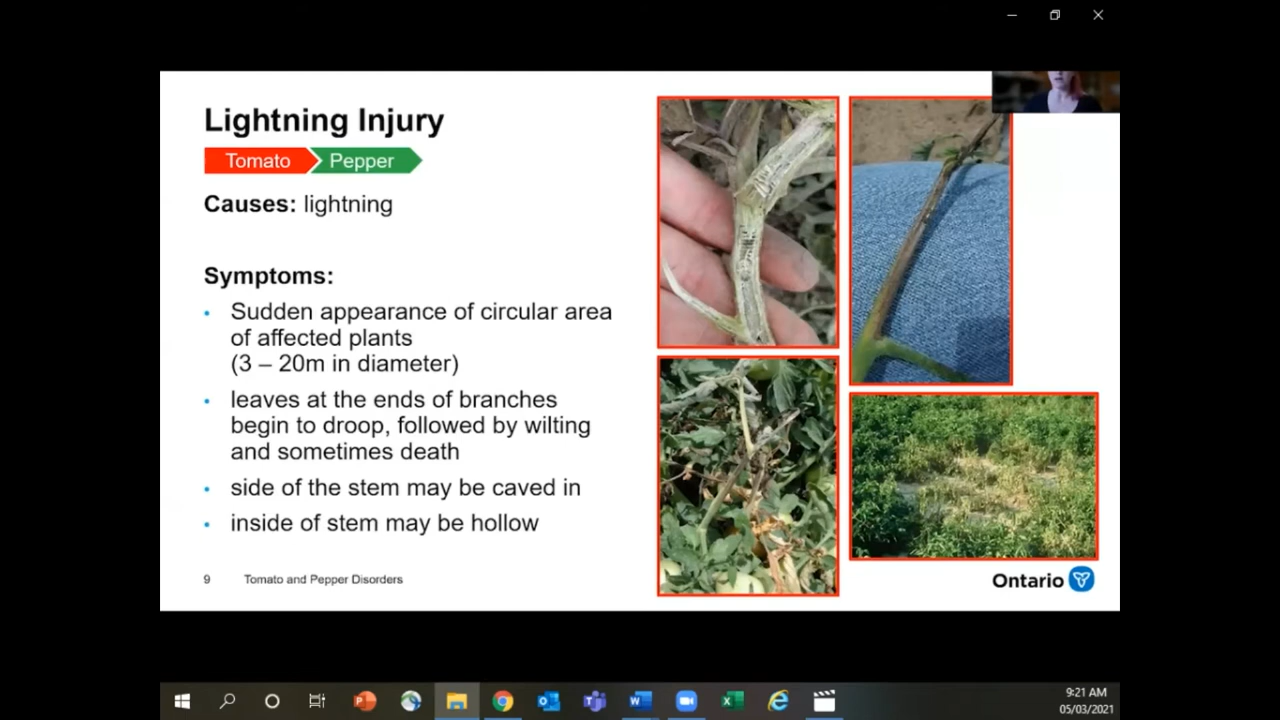 Lightning Injury
Tomato Pepper
Causes: lightning
Symptoms:
• Sudden appearance of circular area
of affected plants
(3 – 20m in diameter)
• leaves at the ends of branches
begin to droop, followed by wilting
and sometimes death
• side of the stem may be caved in
• inside of stem may be hollow
9 Tomato and Pepper Disorders
Ontario
9:21 AM
05/03/2021